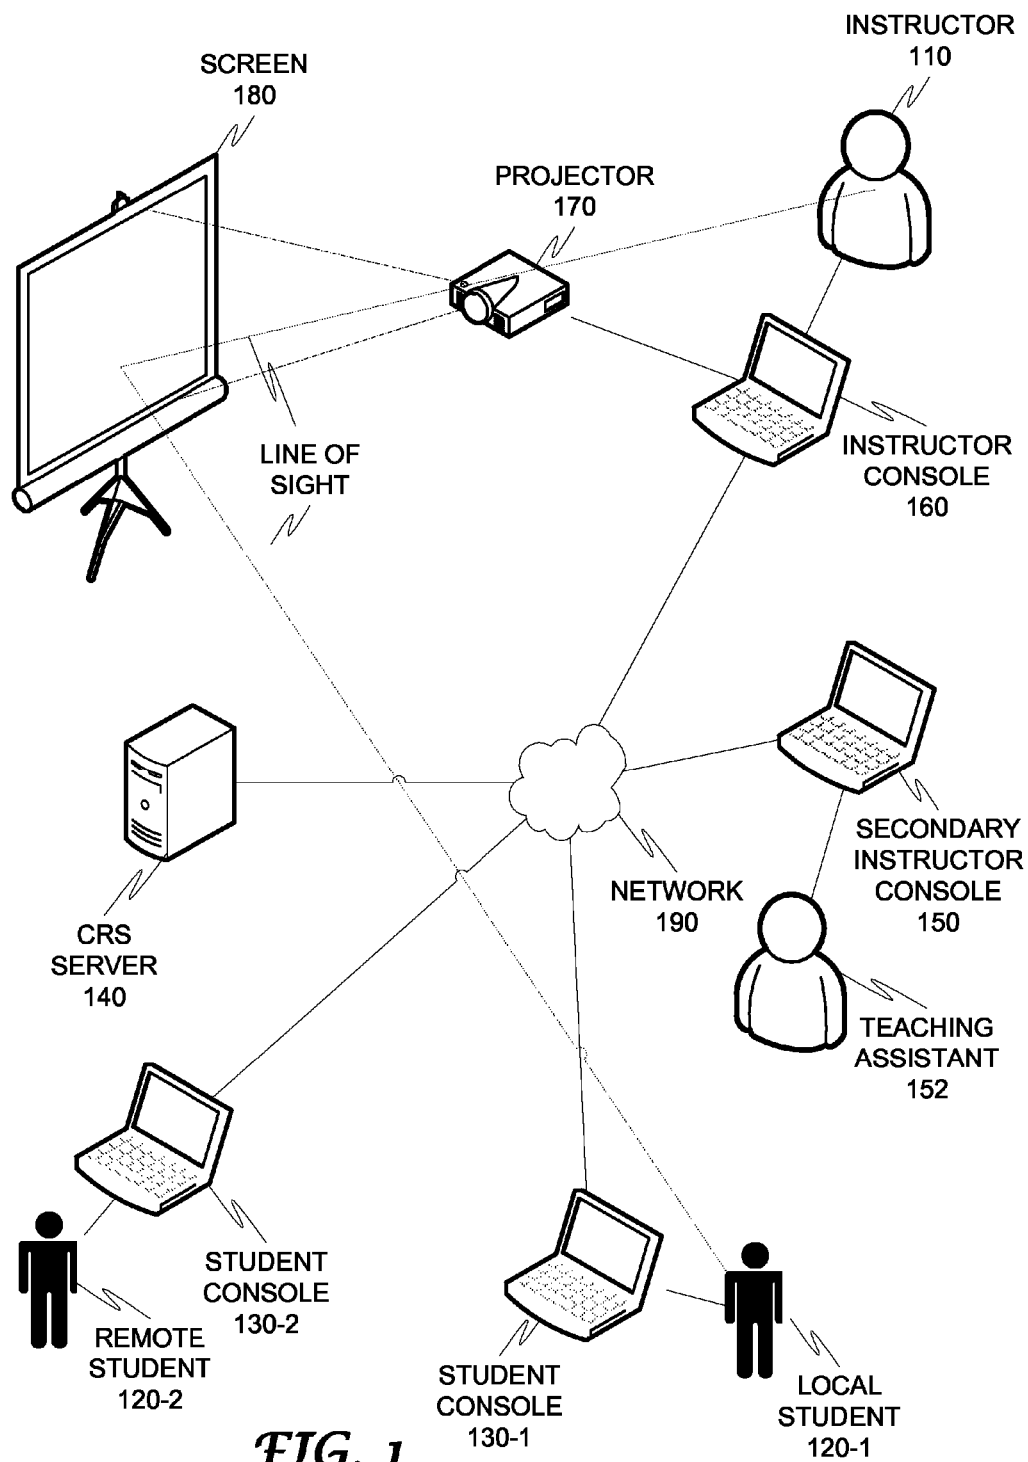 INSTRUCTOR
110
SCREEN
180
PROJECTOR
170
LINE OF
SIGHT
INSTRUCTOR
CONSOLE
160
SECONDARY
INSTRUCTOR
CONSOLE
150
NETWORK
190
CRS
SERVER
140
TEACHING
ASSISTANT
152
STUDENT
CONSOLE
130-2
REMOTE
STUDENT
120-2
STUDENT
CONSOLE
130-1
LOCAL
STUDENT
120-1
FIG. 1